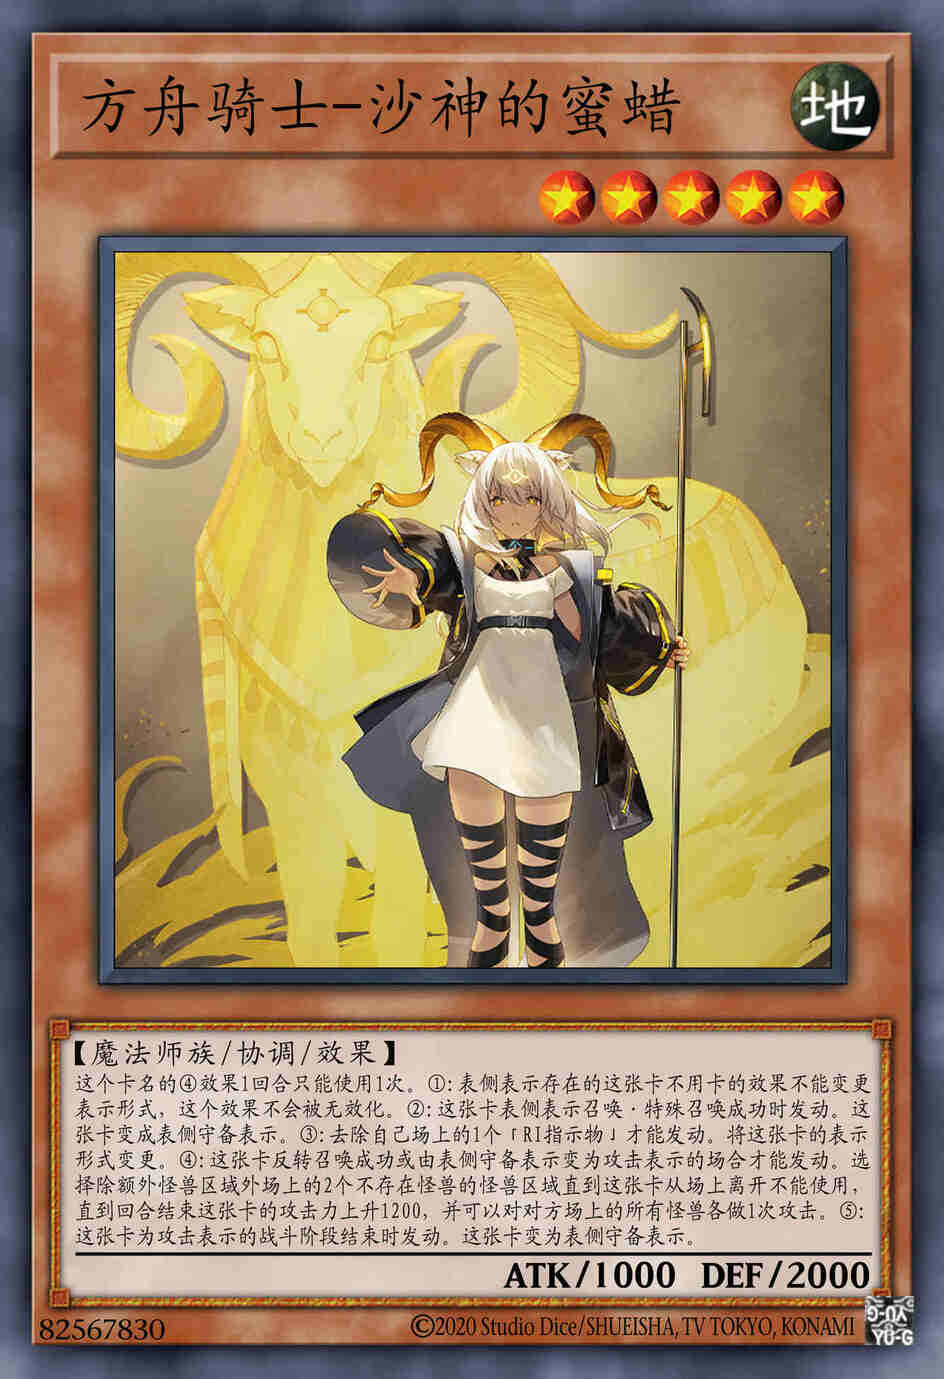 方舟骑士-沙神的蜜蜡
地
【魔法师族/协调/效果】
这个卡名的④效果1回合只能使用1次。①:表侧表示存在的这张卡不用卡的效果不能变更
表示形式，这个效果不会被无效化。②:这张卡表侧表示召唤·特殊召唤成功时发动。这
张卡变成表侧守备表示。③:去除自己场上的1个「RI指示物」才能发动。将这张卡的表示
形式变更。④:这张卡反转召唤成功或由表侧守备表示变为攻击表示的场合才能发动。选
择除额外怪兽区域外场上的2个不存在怪兽的怪兽区域直到这张卡从场上离开不能使用，
直到回合结束这张卡的攻击力上升1200，并可以对对方场上的所有怪兽各做1次攻击。⑤:
这张卡为攻击表示的战斗阶段结束时发动。这张卡变为表侧守备表示。
ATK/1000 DEF/2000
82567830
©2020 Studio Dice/SHUEISHA, TV TOKYO, KONAMI